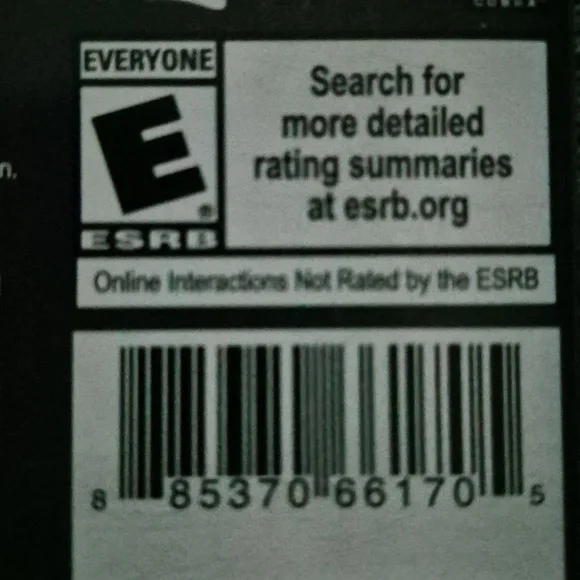 n.
EVERYONE
E
ESRB
Search for
more detailed
rating summaries
at esrb.org
Online Interactions Not Rated by the ESRB
8 85370 66170 5